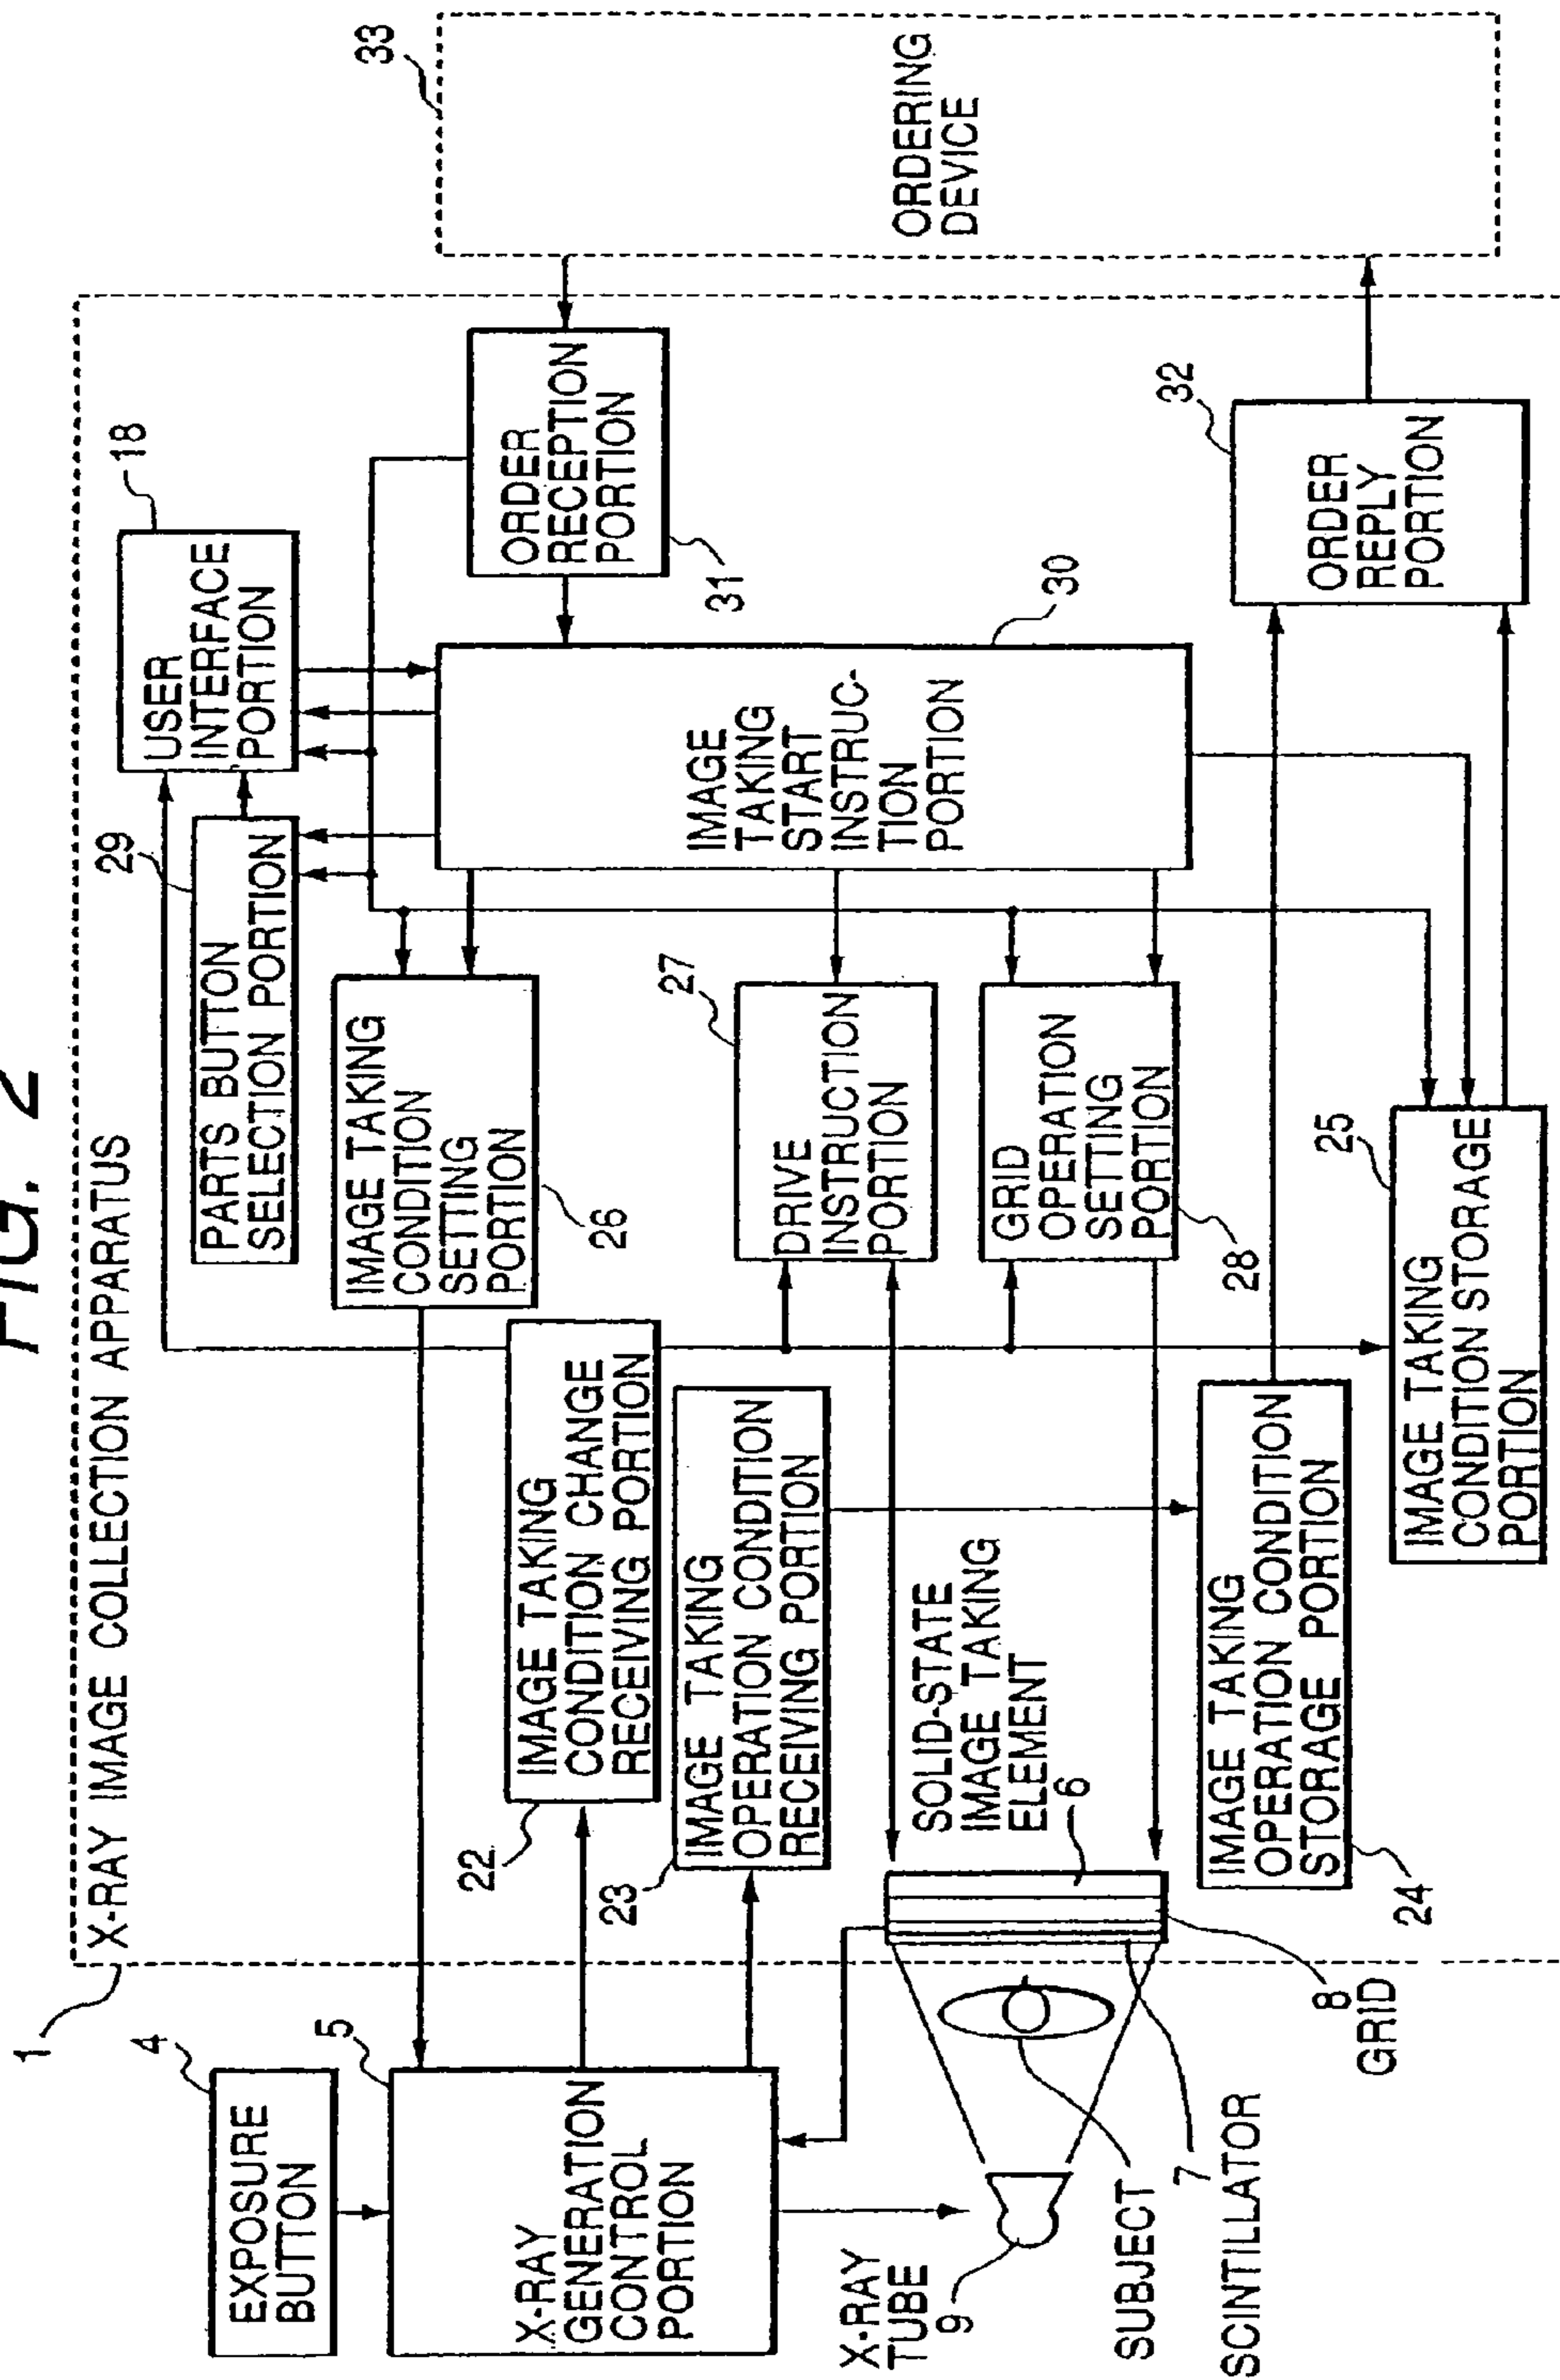 FIG. 2
1
X-RAY IMAGE COLLECTION APPARATUS
4
EXPOSURE
BUTTON
5
X-RAY
GENERATION
CONTROL
PORTION
X-RAY
TUBE
9
SUBJECT
7
SCINTILLATOR
8
GRID
SOLID-STATE
IMAGE TAKING
ELEMENT
6
22
IMAGE TAKING
CONDITION CHANGE
RECEIVING PORTION
23
IMAGE TAKING
OPERATION CONDITION
RECEIVING PORTION
IMAGE TAKING
OPERATION CONDITION
STORAGE PORTION
24
25
IMAGE TAKING
CONDITION STORAGE
PORTION
29
PARTS BUTTON
SELECTION PORTION
IMAGE TAKING
CONDITION
SETTING
PORTION
26
27
DRIVE
INSTRUCTION
PORTION
GRID
OPERATION
SETTING
PORTION
28
18
USER
INTERFACE
PORTION
IMAGE
TAKING
START
INSTRUC-
TION
PORTION
30
ORDER
RECEPTION
PORTION
31
32
ORDER
REPLY
PORTION
33
ORDERING
DEVICE